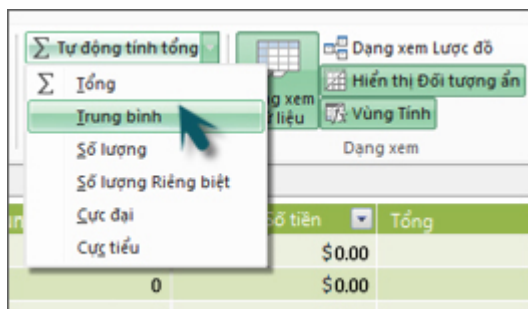 Σ Tự động tính tổng
Σ Tổng
Trung bình
Số lượng
Số lượng Riêng biệt
Cực đại
Cực tiểu
xem
liệu
Dạng xem Lược đồ
Hiển thị Đối tượng ẩn
Vùng Tính
Dạng xem
Số tiền
Tổng
$0.00
0
$0.00